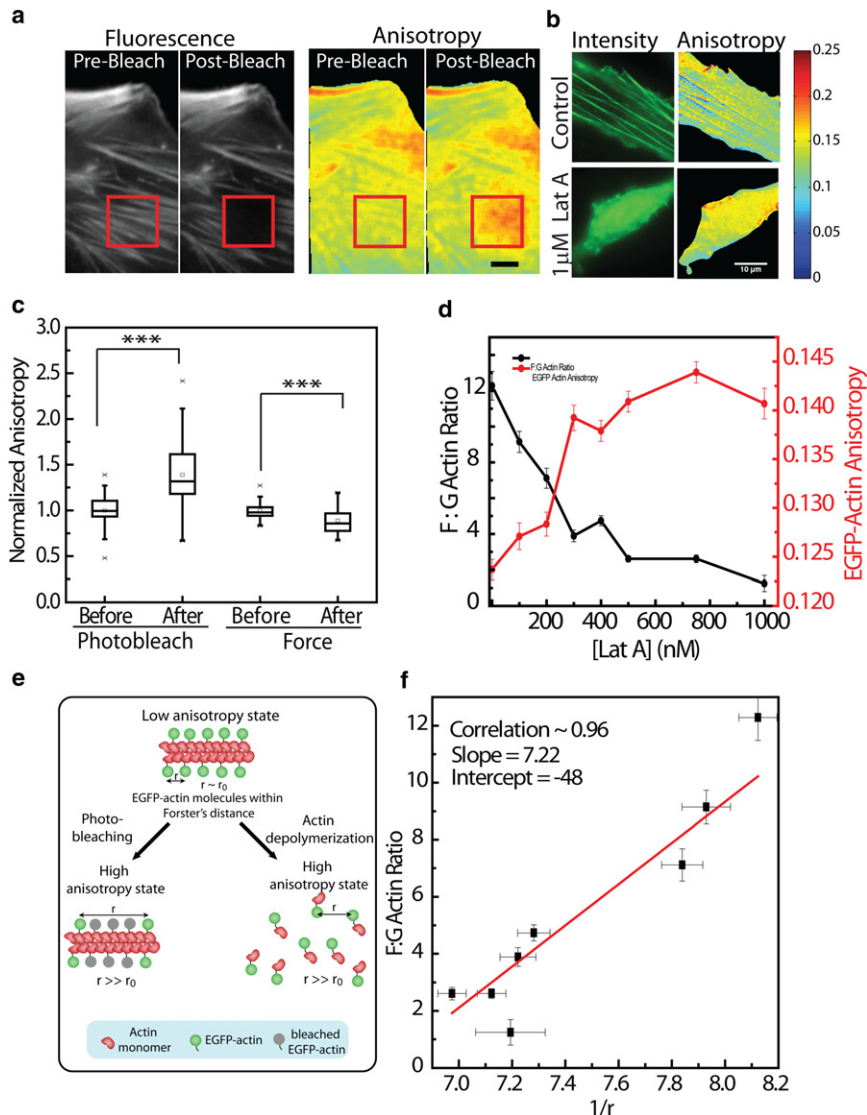 a
Fluorescence
Pre-Bleach Post-Bleach
Anisotropy
Pre-Bleach Post-Bleach
b
Intensity Anisotropy
Control
1μM Lat A
10 μm
0.25
0.2
0.15
0.1
0.05
0
c
Normalized Anisotropy
3.0
2.5
2.0
1.5
1.0
0.5
0.0
***
***
Before After Before After
Photobleach Force
d
F:G Actin Ratio
EGFP Actin Anisotropy
F : G Actin Ratio
12
8
4
0
EGFP-Actin Anisotropy
0.145
0.140
0.135
0.130
0.125
0.120
200 400 600 800 1000
[Lat A] (nM)
e
Low anisotropy state
r
r ~ r0
EGFP-actin molecules within
Forster's distance
Photo-
bleaching
Actin
depolymerization
High
anisotropy state
r
r >> r0
High
anisotropy state
r
r >> r0
Actin
monomer
EGFP-actin
bleached
EGFP-actin
f
Correlation ~ 0.96
Slope = 7.22
Intercept = -48
F:G Actin Ratio
12
10
8
6
4
2
0
7.0 7.2 7.4 7.6 7.8 8.0 8.2
1/r